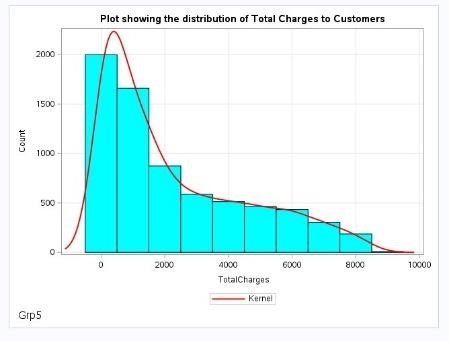 Plot showing the distribution of Total Charges to Customers
2000
1500
1000
500
0
Count
0 2000 4000 6000 8000 10000
TotalCharges
Kernel
Grp5